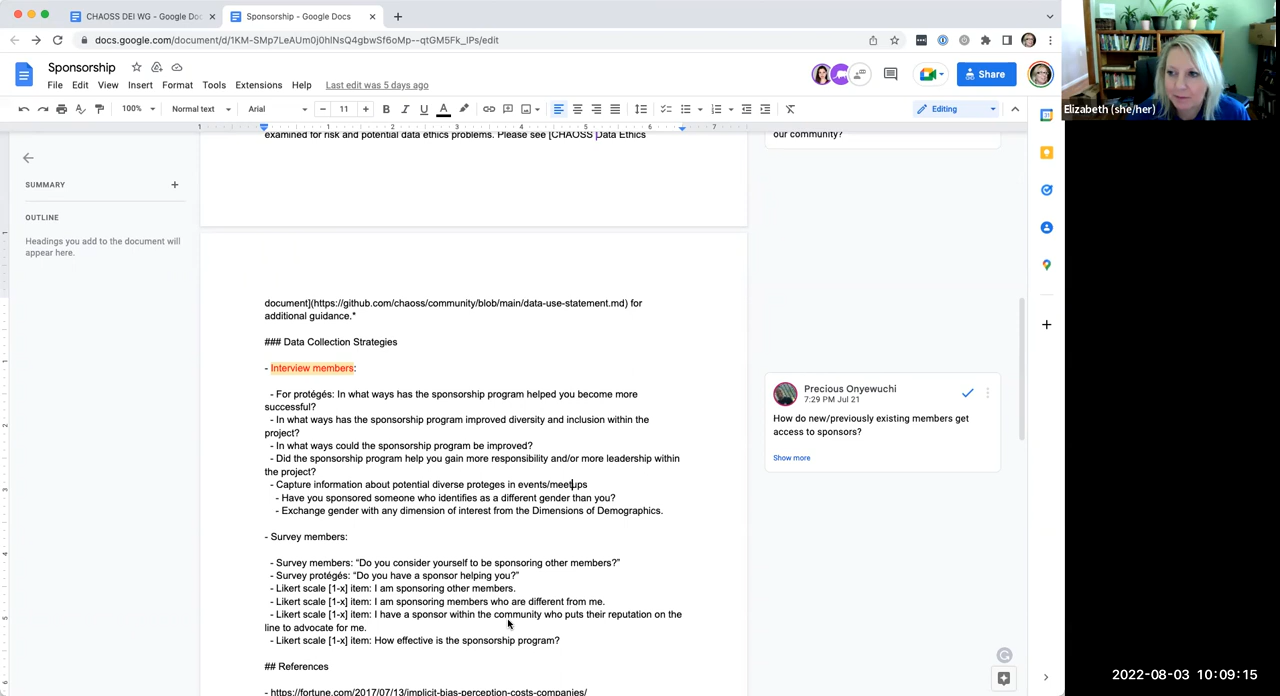 CHAOSS DEI WG - Google Doc
Sponsorship - Google Docs
docs.google.com/document/d/1KM-SMp7LeAUm0j0hlNsQ4gbwSf6oMp--qtGM5Fk_lPs/edit
Sponsorship
File Edit View Insert Format Tools Extensions Help
Last edit was 5 days ago
Share
100%
Normal text
Arial
11
Editing
Elizabeth (she/her)
1 1 2 3 4 5 6 7
SUMMARY
OUTLINE
Headings you add to the document will
appear here.
examined for risk and potential data ethics problems. Please see [CHAOSS Data Ethics
document](https://github.com/chaoss/community/blob/main/data-use-statement.md) for
additional guidance.*
### Data Collection Strategies
- Interview members:
- For protégés: In what ways has the sponsorship program helped you become more
successful?
- In what ways has the sponsorship program improved diversity and inclusion within the
project?
- In what ways could the sponsorship program be improved?
- Did the sponsorship program help you gain more responsibility and/or more leadership within
the project?
- Capture information about potential diverse proteges in events/meetups
- Have you sponsored someone who identifies as a different gender than you?
- Exchange gender with any dimension of interest from the Dimensions of Demographics.
- Survey members:
- Survey members: “Do you consider yourself to be sponsoring other members?”
- Survey protégés: “Do you have a sponsor helping you?”
- Likert scale [1-x] item: I am sponsoring other members.
- Likert scale [1-x] item: I am sponsoring members who are different from me.
- Likert scale [1-x] item: I have a sponsor within the community who puts their reputation on the
line to advocate for me.
- Likert scale [1-x] item: How effective is the sponsorship program?
## References
- https://fortune.com/2017/07/13/implicit-bias-perception-costs-companies/
our community?
Precious Onyewuchi
7:29 PM Jul 21
How do new/previously existing members get
access to sponsors?
Show more
2022-08-03 10:09:15